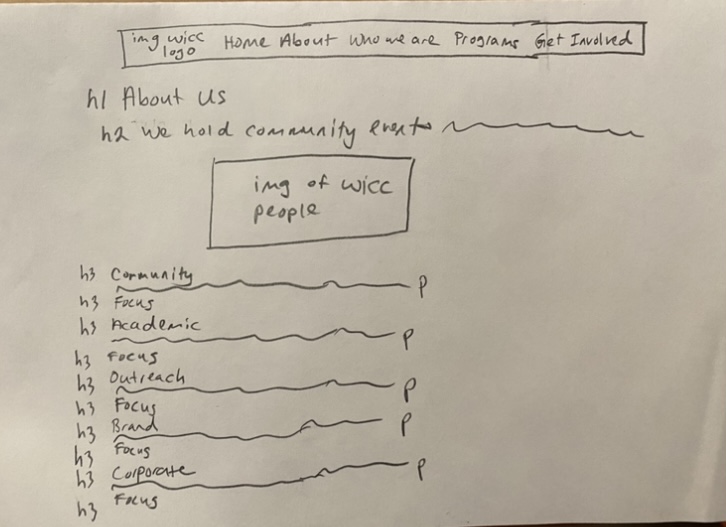 img wicc logo Home About Who we are Programs Get Involved
h1 About Us
h2 we hold community events
img of wicc
people
h3 Community
p
h3 Focus
h3 Academic
p
h3 Focus
h3 Outreach
p
h3 Focus
h3 Brand
p
h3 Focus
h3 Corporate
p
h3 Focus